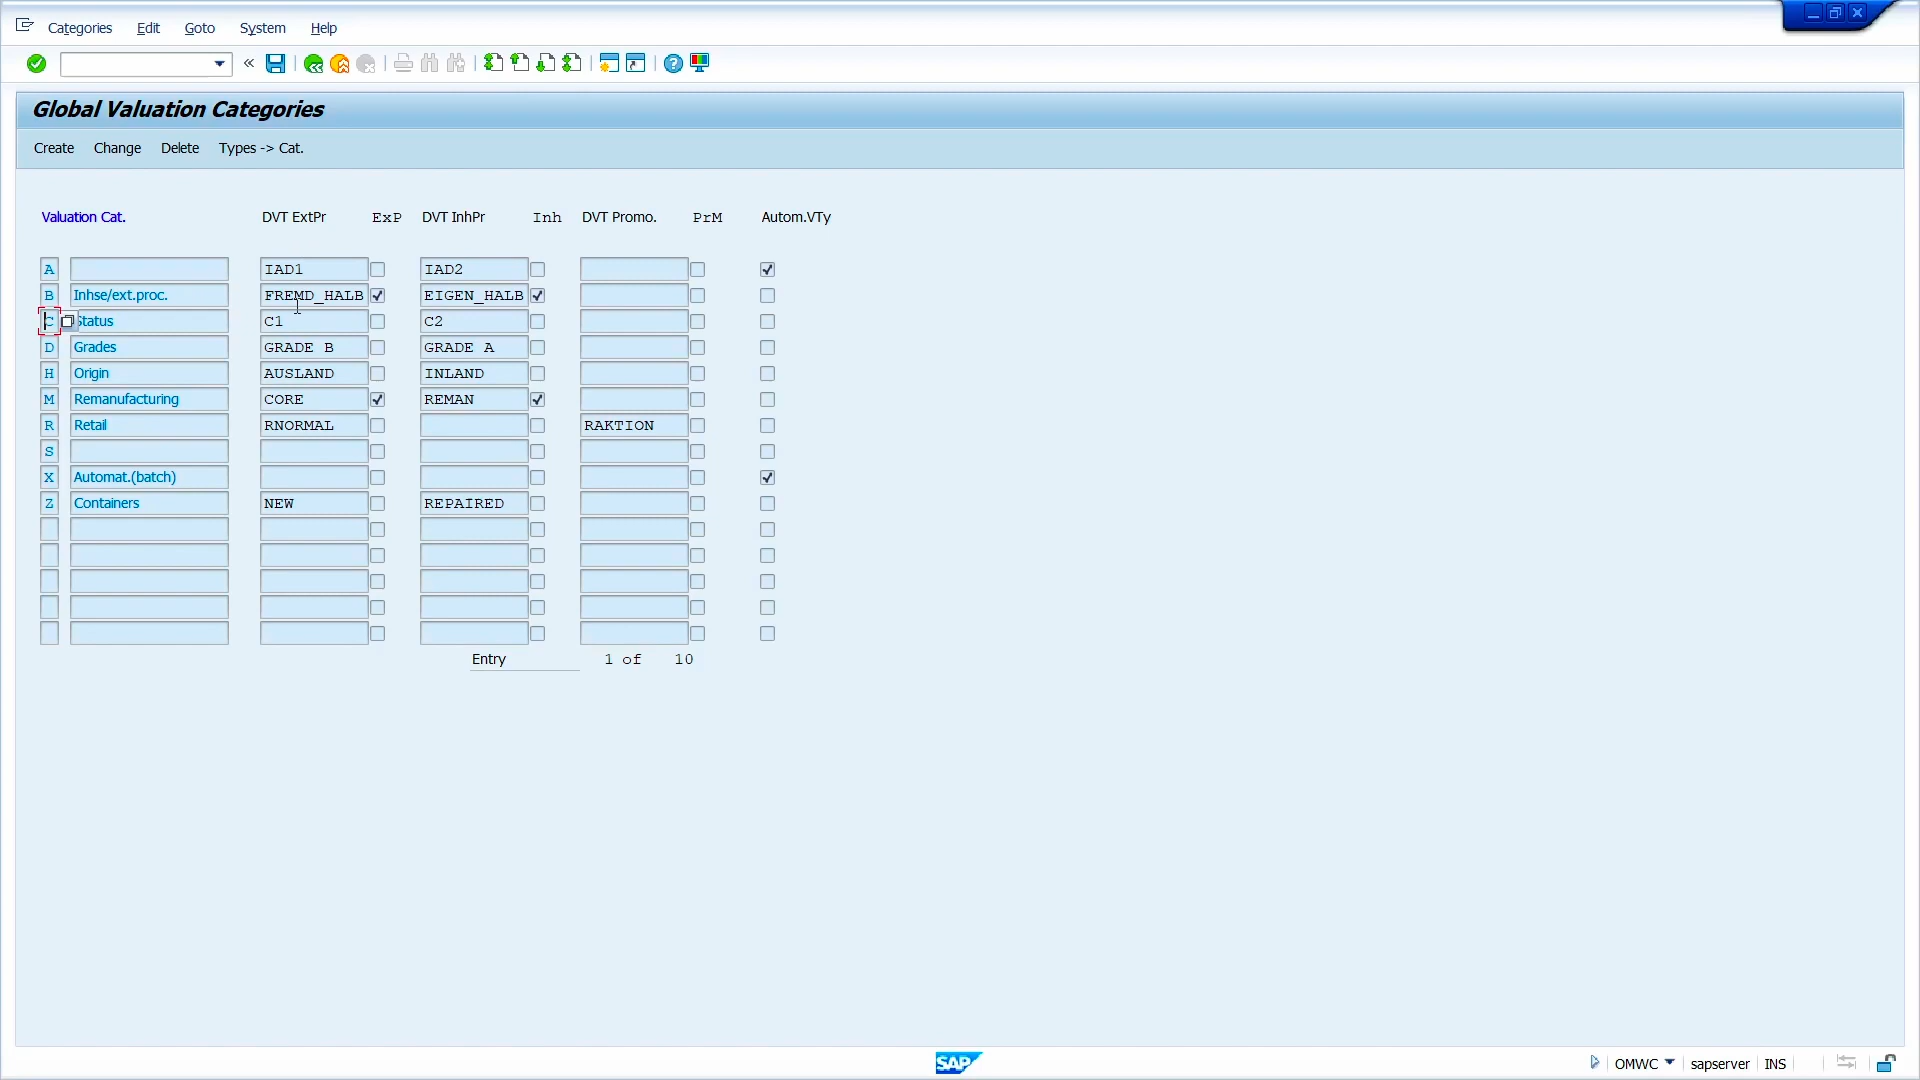 Categories Edit Goto System Help
«
Global Valuation Categories
Create Change Delete Types -> Cat.
Valuation Cat. DVT ExtPr ExP DVT InhPr Inh DVT Promo. PrM Autom.VTy
A IAD1 IAD2
B Inhse/ext.proc. FREMD_HALB EIGEN_HALB
C Status C1 C2
D Grades GRADE B GRADE A
H Origin AUSLAND INLAND
M Remanufacturing CORE REMAN
R Retail RNORMAL RAKTION
S
X Automat.(batch)
Z Containers NEW REPAIRED
Entry 1 of 10
SAP OMWC sapserver INS